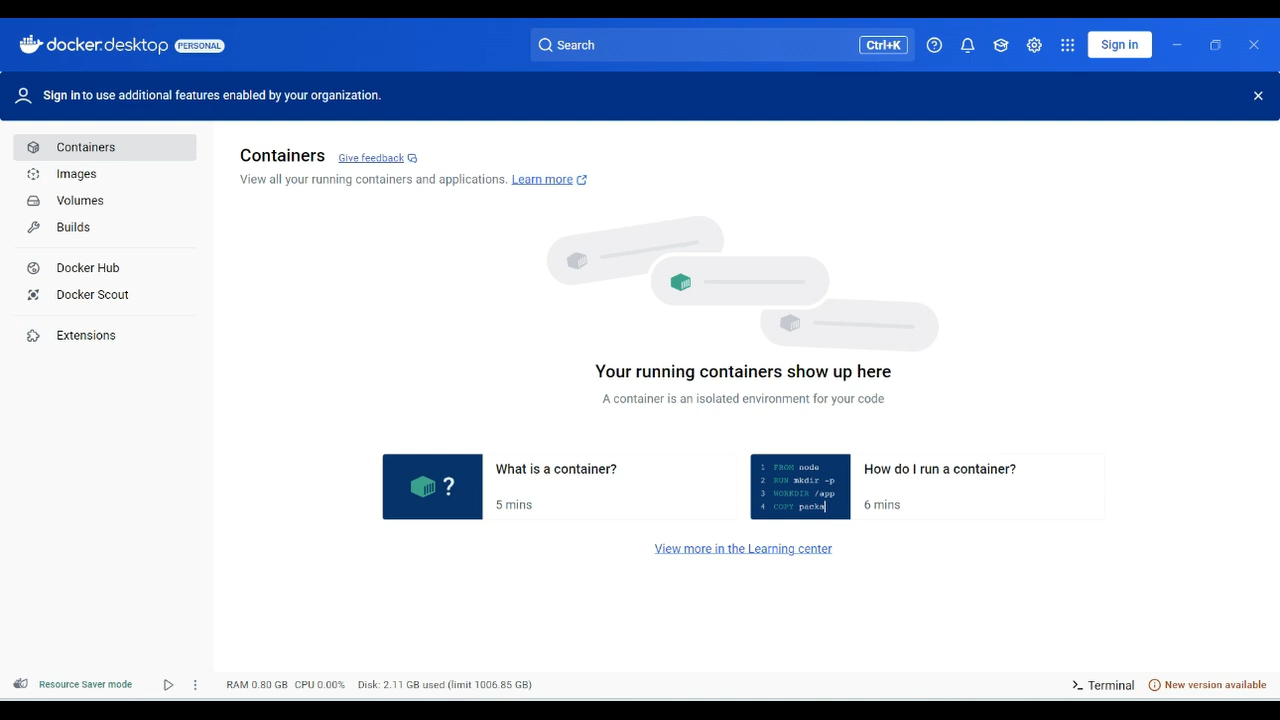 docker.desktop PERSONAL
Search Ctrl+K
Sign in
Sign in to use additional features enabled by your organization.
Containers
Images
Volumes
Builds
Docker Hub
Docker Scout
Extensions
Containers Give feedback
View all your running containers and applications. Learn more
Your running containers show up here
A container is an isolated environment for your code
?
What is a container?
5 mins
1 FROM node
2 RUN mkdir -p
3 WORKDIR /app
4 COPY packa
How do I run a container?
6 mins
View more in the Learning center
Resource Saver mode
RAM 0.80 GB CPU 0.00% Disk: 2.11 GB used (limit 1006.85 GB)
>_ Terminal
New version available